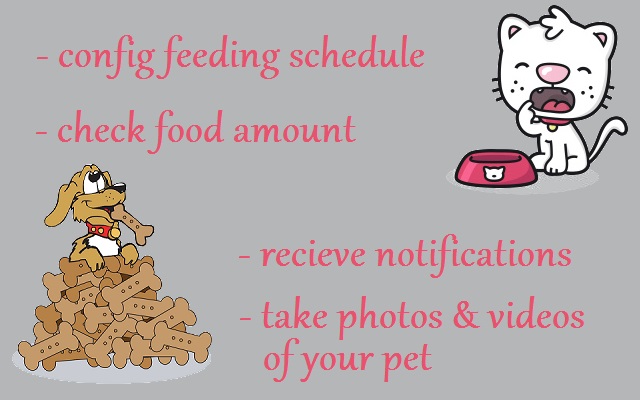 - config feeding schedule
- check food amount
- recieve notifications
- take photos & videos
of your pet